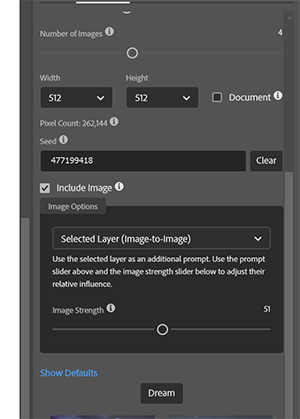 Number of Images 4
Width Height
512 512 Document
Pixel Count: 262,144
Seed
477199418 Clear
Include Image
Image Options
Selected Layer (Image-to-Image)
Use the selected layer as an additional prompt. Use the prompt
slider above and the image strength slider below to adjust their
relative influence.
Image Strength 51
Show Defaults
Dream